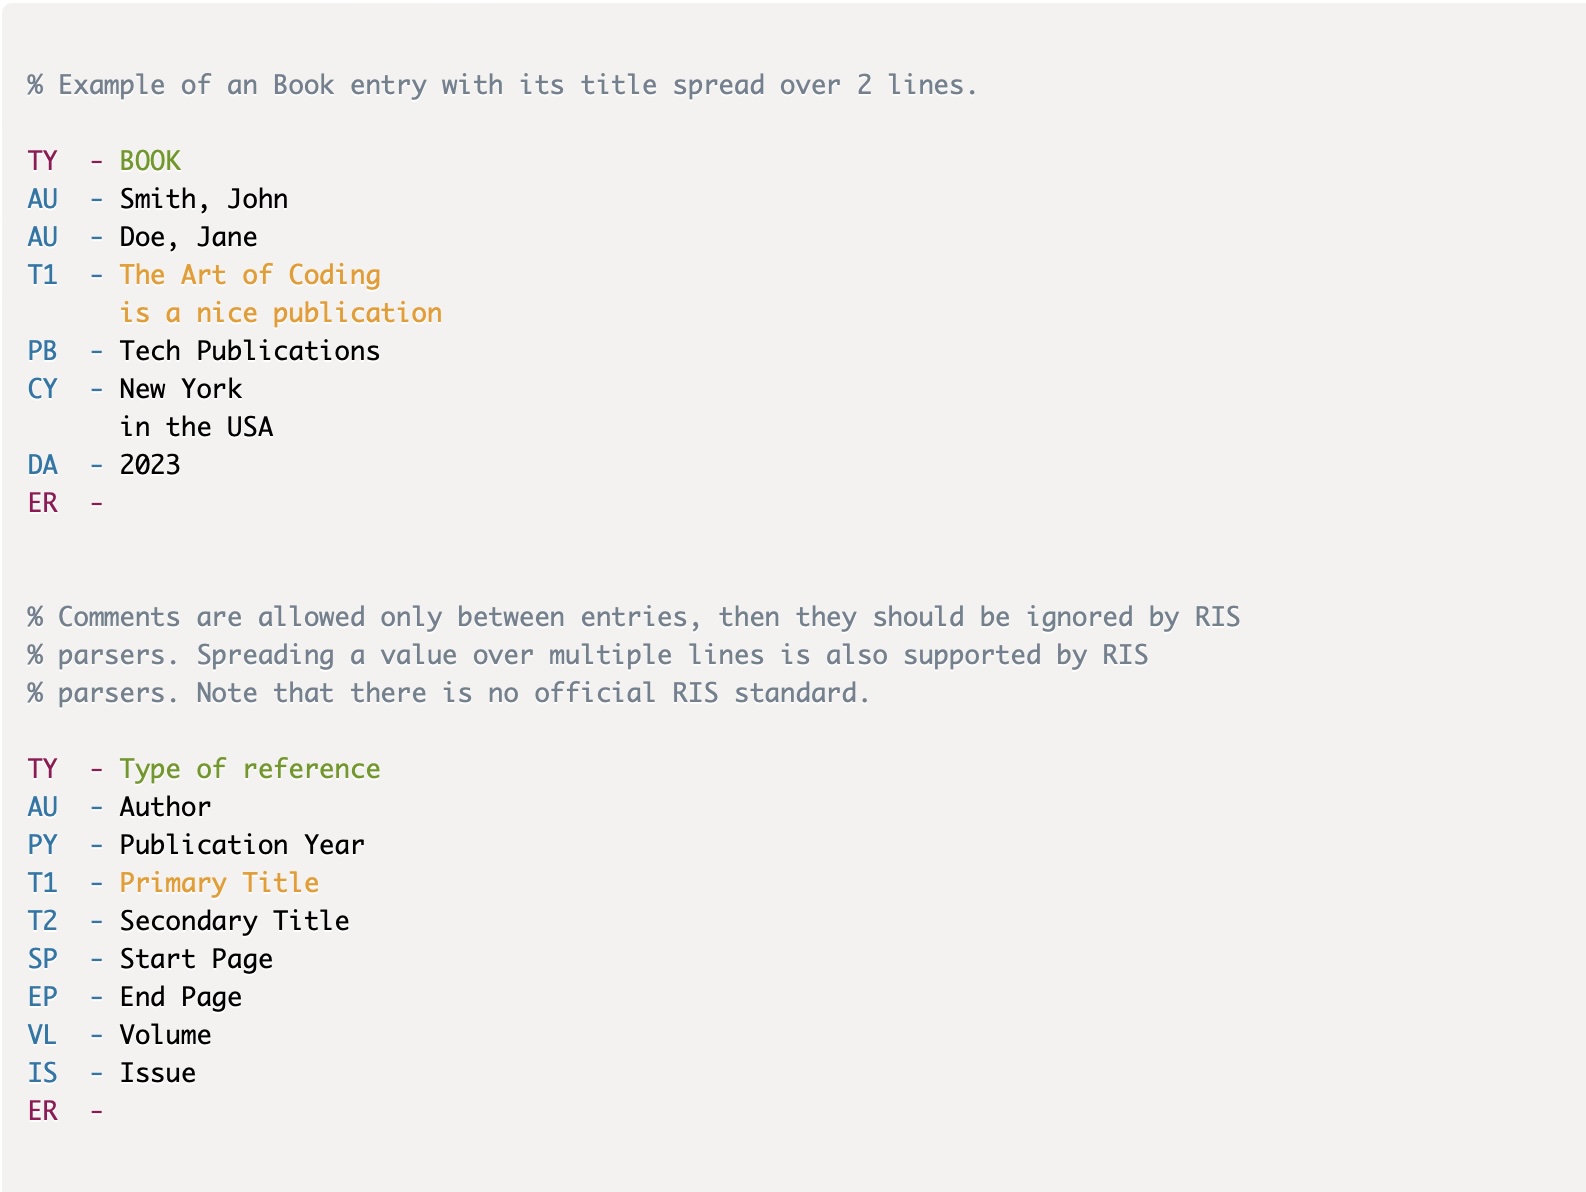 % Example of an Book entry with its title spread over 2 lines.

TY  - BOOK
AU  - Smith, John
AU  - Doe, Jane
T1  - The Art of Coding
      is a nice publication
PB  - Tech Publications
CY  - New York
      in the USA
DA  - 2023
ER  -

% Comments are allowed only between entries, then they should be ignored by RIS
% parsers. Spreading a value over multiple lines is also supported by RIS
% parsers. Note that there is no official RIS standard.

TY  - Type of reference
AU  - Author
PY  - Publication Year
T1  - Primary Title
T2  - Secondary Title
SP  - Start Page
EP  - End Page
VL  - Volume
IS  - Issue
ER  -